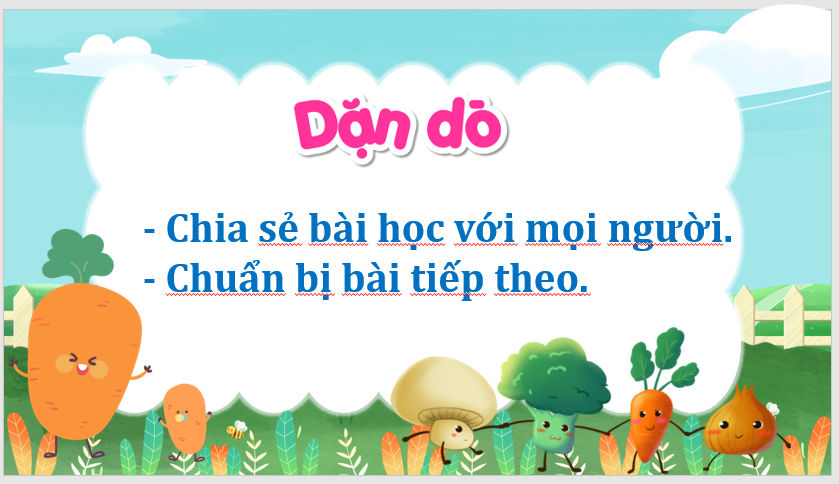 Dặn dò
- Chia sẻ bài học với mọi người.
- Chuẩn bị bài tiếp theo.